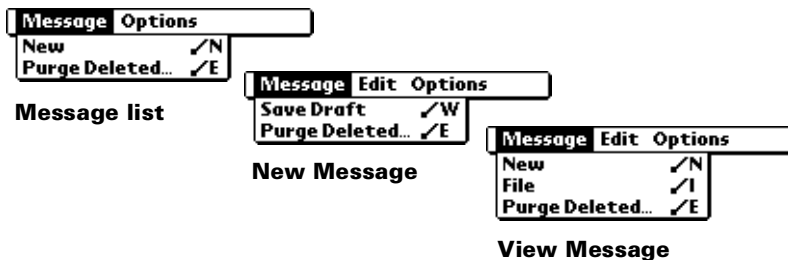 Message Options
New /N
Purge Deleted... /E
Message list
Message Edit Options
Save Draft /W
Purge Deleted... /E
New Message
Message Edit Options
New /N
File /I
Purge Deleted... /E
View Message